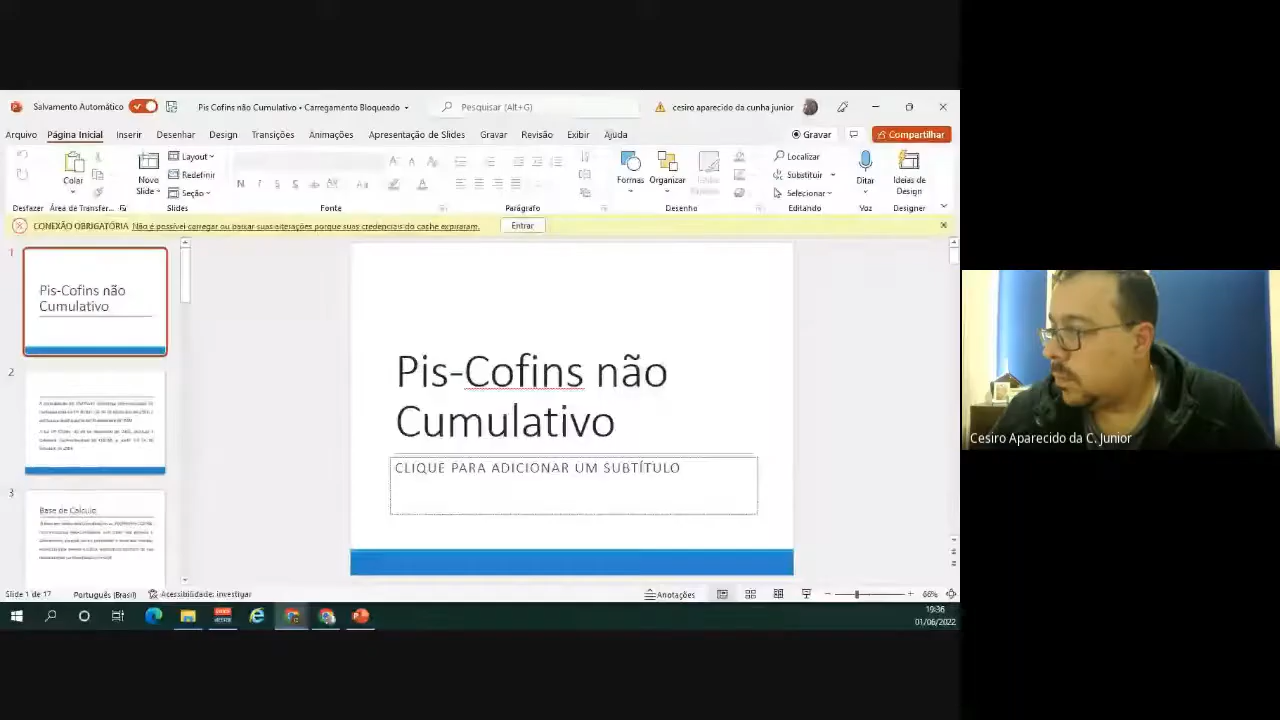 Salvamento Automático
Pis Cofins não Cumulativo • Carregamento Bloqueado
Pesquisar (Alt+G)
cesiro aparecido da cunha junior
Arquivo Página Inicial Inserir Desenhar Design Transições Animações Apresentação de Slides Gravar Revisão Exibir Ajuda
Gravar
Compartilhar
Colar
Novo Slide
Layout
Redefinir
Seção
Formas
Organizar
Localizar
Substituir
Selecionar
Ditar
Ideias de Design
Desfazer Área de Transfer... Slides Fonte Parágrafo Desenho Editando Voz Designer
CONEXÃO OBRIGATÓRIA Não é possível carregar ou baixar suas alterações porque suas credenciais do cache expiraram. Entrar
1
Pis-Cofins não
Cumulativo
2
3
Base de Calculo
Pis-Cofins não
Cumulativo
CLIQUE PARA ADICIONAR UM SUBTÍTULO
Cesiro Aparecido da C. Junior
Slide 1 de 17 Português (Brasil) Acessibilidade: investigar
Anotações
66%
19:36
01/06/2022